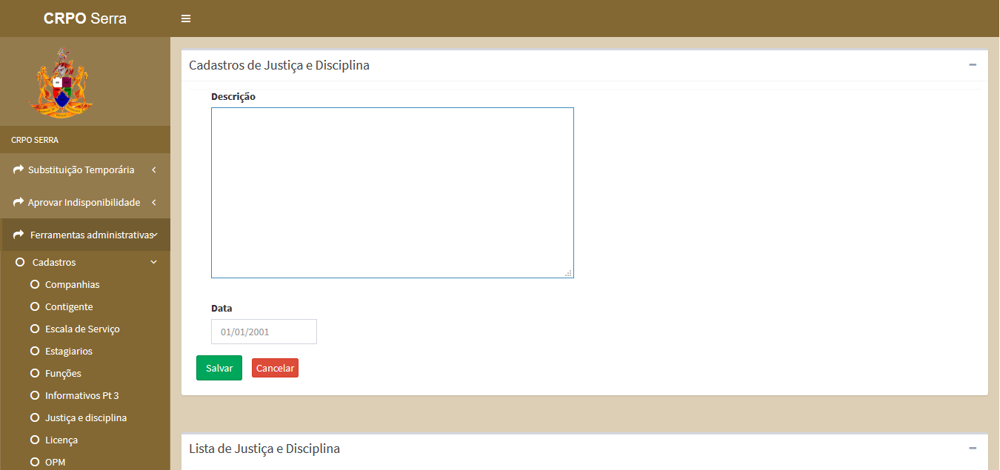 CRPO Serra
CRPO SERRA
Substituição Temporária
Aprovar Indisponibilidade
Ferramentas administrativas
Cadastros
Companhias
Contigente
Escala de Serviço
Estagiarios
Funções
Informativos Pt 3
Justiça e disciplina
Licença
OPM
Cadastros de Justiça e Disciplina
Descrição
Data
01/01/2001
Salvar Cancelar
Lista de Justiça e Disciplina